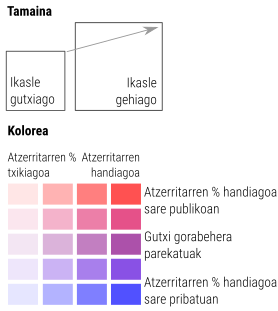 Tamaina
Ikasle
gutxiago
Ikasle
gehiago
Kolorea
Atzerritarren %
txikiagoa
Atzerritarren
handiagoa
Atzerritarren % handiagoa
sare publikoan
Gutxi gorabehera
parekatuak
Atzerritarren % handiagoa
sare pribatuan